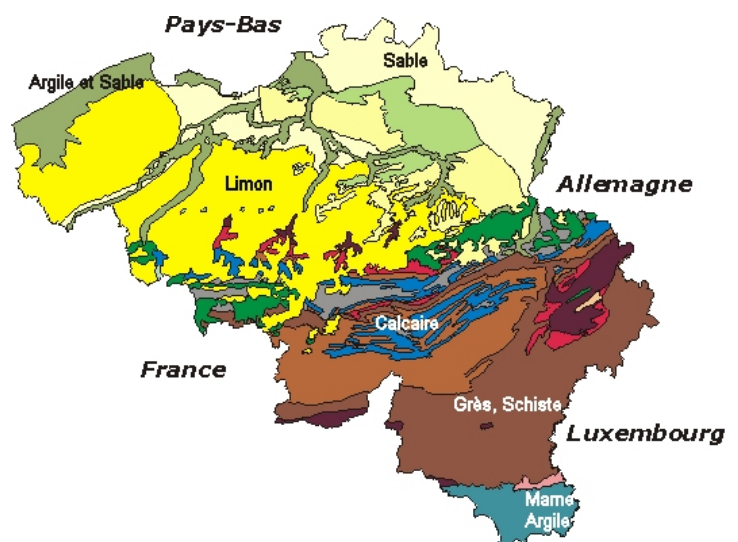 Pays-Bas
Sable
Argile et Sable
Limon
Allemagne
Calcaire
France
Grès, Schiste
Luxembourg
Marne
Argile